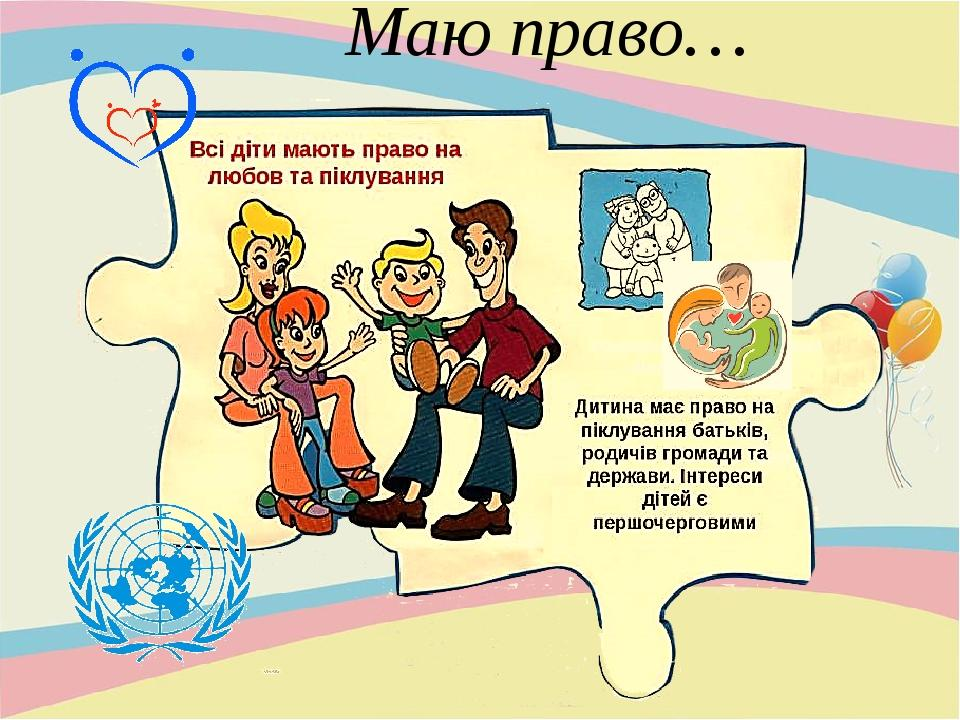 Маю право…
Всі діти мають право на
любов та піклування
Дитина має право на
піклування батьків,
родичів громади та
держави. Інтереси
дітей є
першочерговими